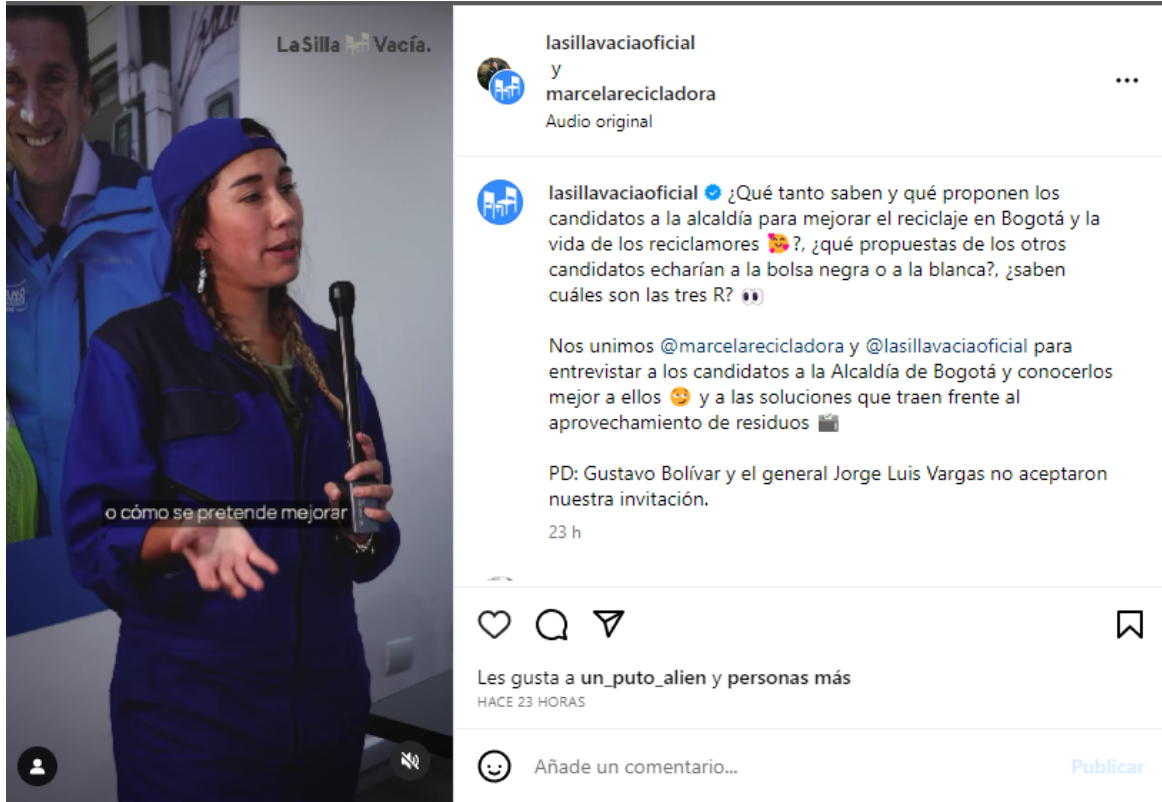 La Silla Vacía.
o cómo se pretende mejorar
lasillavaciaoficial
y
marcelarecicladora
Audio original
lasillavaciaoficial ¿Qué tanto saben y qué proponen los
candidatos a la alcaldía para mejorar el reciclaje en Bogotá y la
vida de los reciclamores 🥰?, ¿qué propuestas de los otros
candidatos echarían a la bolsa negra o a la blanca?, ¿saben
cuáles son las tres R? 👀
Nos unimos @marcelarecicladora y @lasillavaciaoficial para
entrevistar a los candidatos a la Alcaldía de Bogotá y conocerlos
mejor a ellos 😏 y a las soluciones que traen frente al
aprovechamiento de residuos
PD: Gustavo Bolívar y el general Jorge Luis Vargas no aceptaron
nuestra invitación.
23 h
Les gusta a un_puto_alien y personas más
HACE 23 HORAS
Añade un comentario...
Publicar